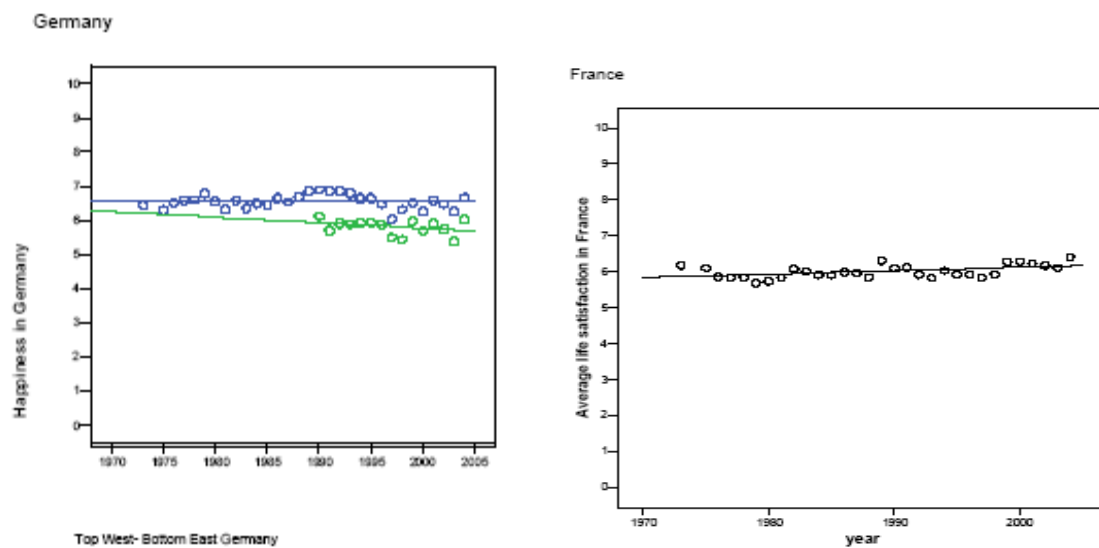 Germany
Happiness in Germany
10
9
8
7
6
5
4
3
2
1
0
1970 1975 1980 1985 1990 1995 2000 2005
Top West- Bottom East Germany
France
Average life satisfaction in France
10
9
8
7
6
5
4
3
2
1
0
1970 1980 1990 2000
year